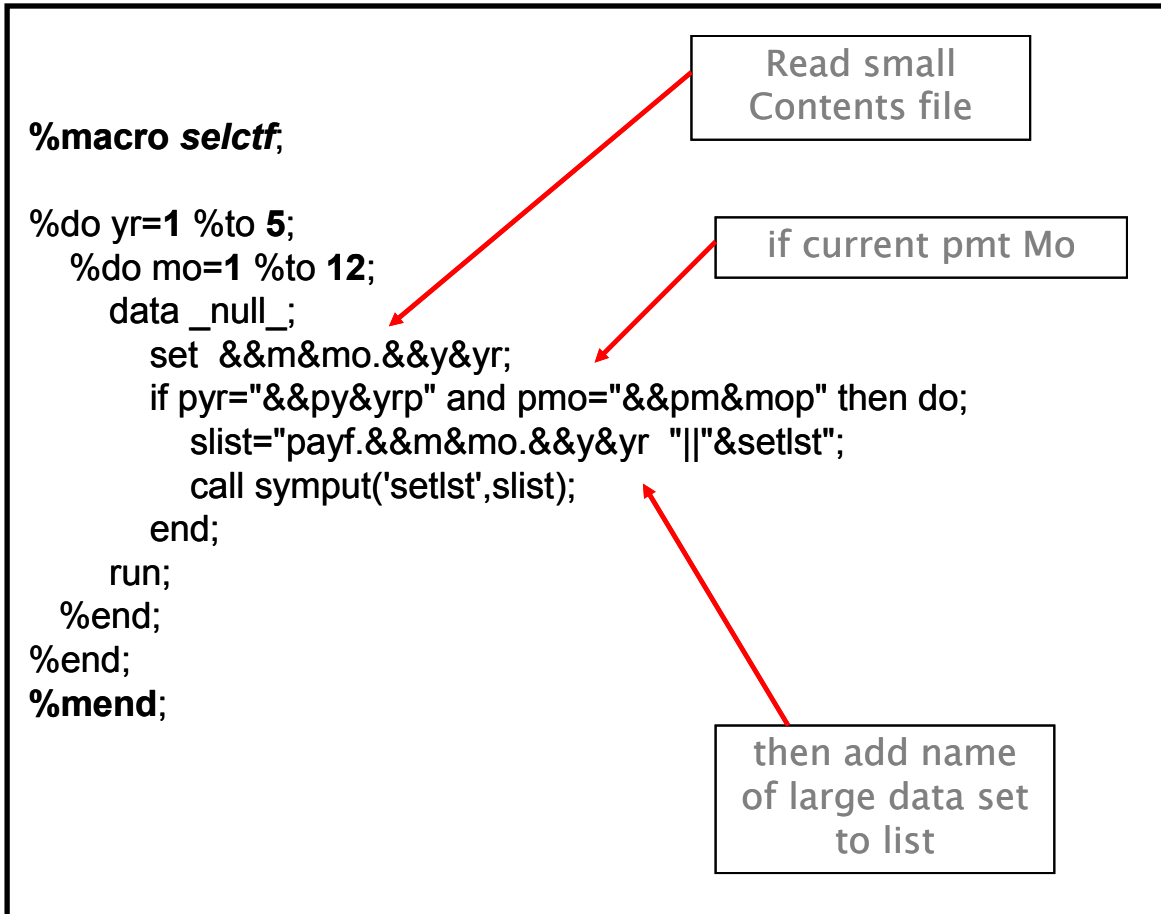 Read small
Contents file
%macro selctf;
%do yr=1 %to 5;
if current pmt Mo
%do mo=1 %to 12;
data _null_;
set &&m&mo.&&y&yr;
if pyr="&&py&yrp" and pmo="&&pm&mop" then do;
slist="payf.&&m&mo.&&y&yr "||"&setlst";
call symput('setlst',slist);
end;
run;
%end;
%end;
%mend;
then add name
of large data set
to list